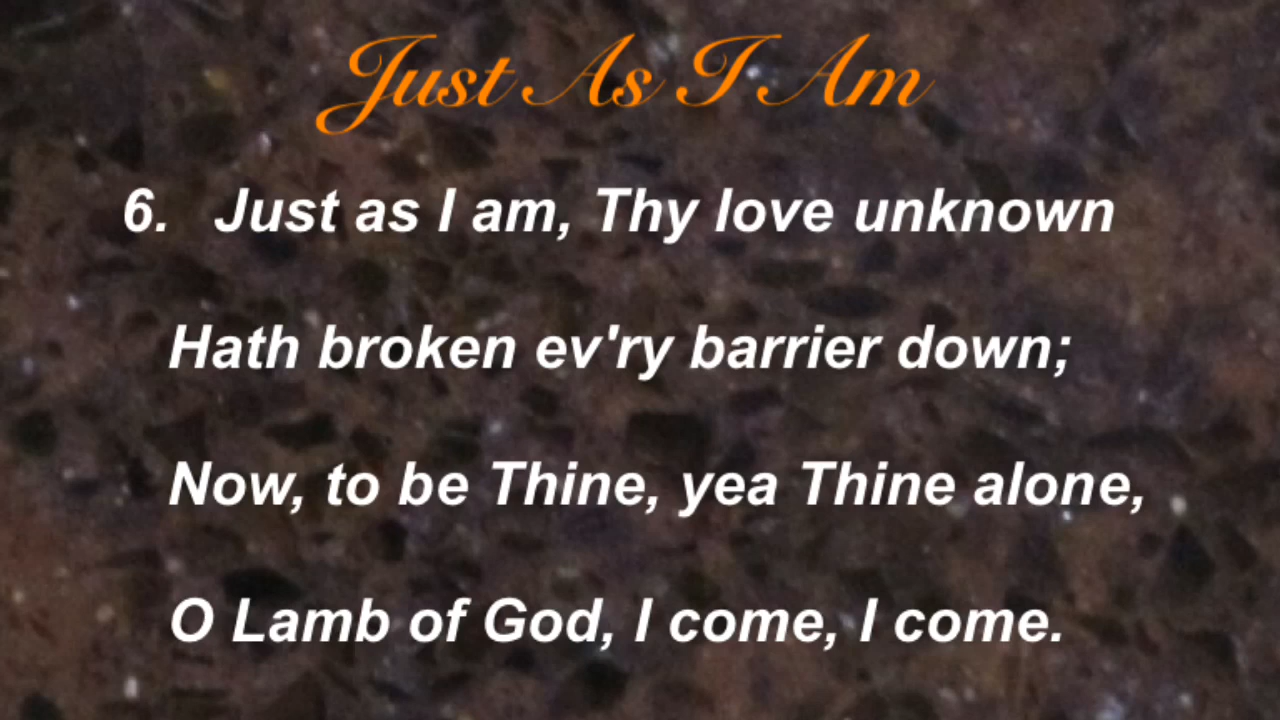 Just As I Am
6. Just as I am, Thy love unknown
Hath broken ev'ry barrier down;
Now, to be Thine, yea Thine alone,
O Lamb of God, I come, I come.